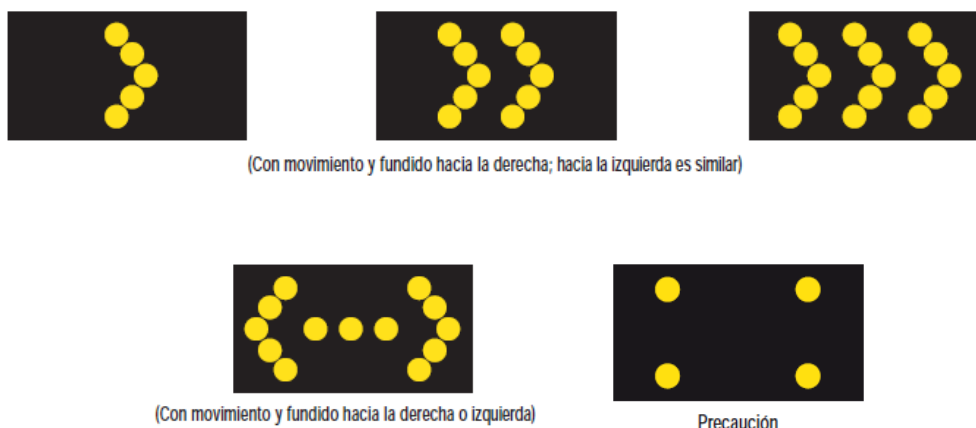 (Con movimiento y fundido hacia la derecha; hacia la izquierda es similar)
(Con movimiento y fundido hacia la derecha o izquierda)
Precaución